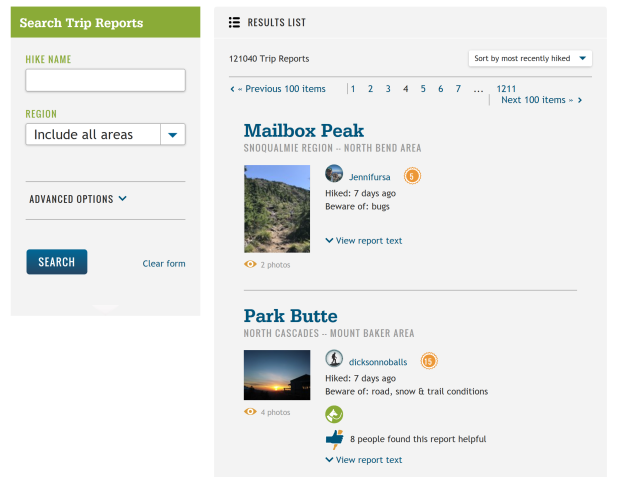 Search Trip Reports
HIKE NAME
REGION
Include all areas
ADVANCED OPTIONS
SEARCH Clear form
RESULTS LIST
121040 Trip Reports Sort by most recently hiked
« Previous 100 items 1 2 3 4 5 6 7 ... 1211
Next 100 items »
Mailbox Peak
SNOQUALMIE REGION -- NORTH BEND AREA
Jennifursa 5
Hiked: 7 days ago
Beware of: bugs
View report text
2 photos
Park Butte
NORTH CASCADES -- MOUNT BAKER AREA
dicksonnoballs 15
Hiked: 7 days ago
Beware of: road, snow & trail conditions
4 photos
8 people found this report helpful
View report text